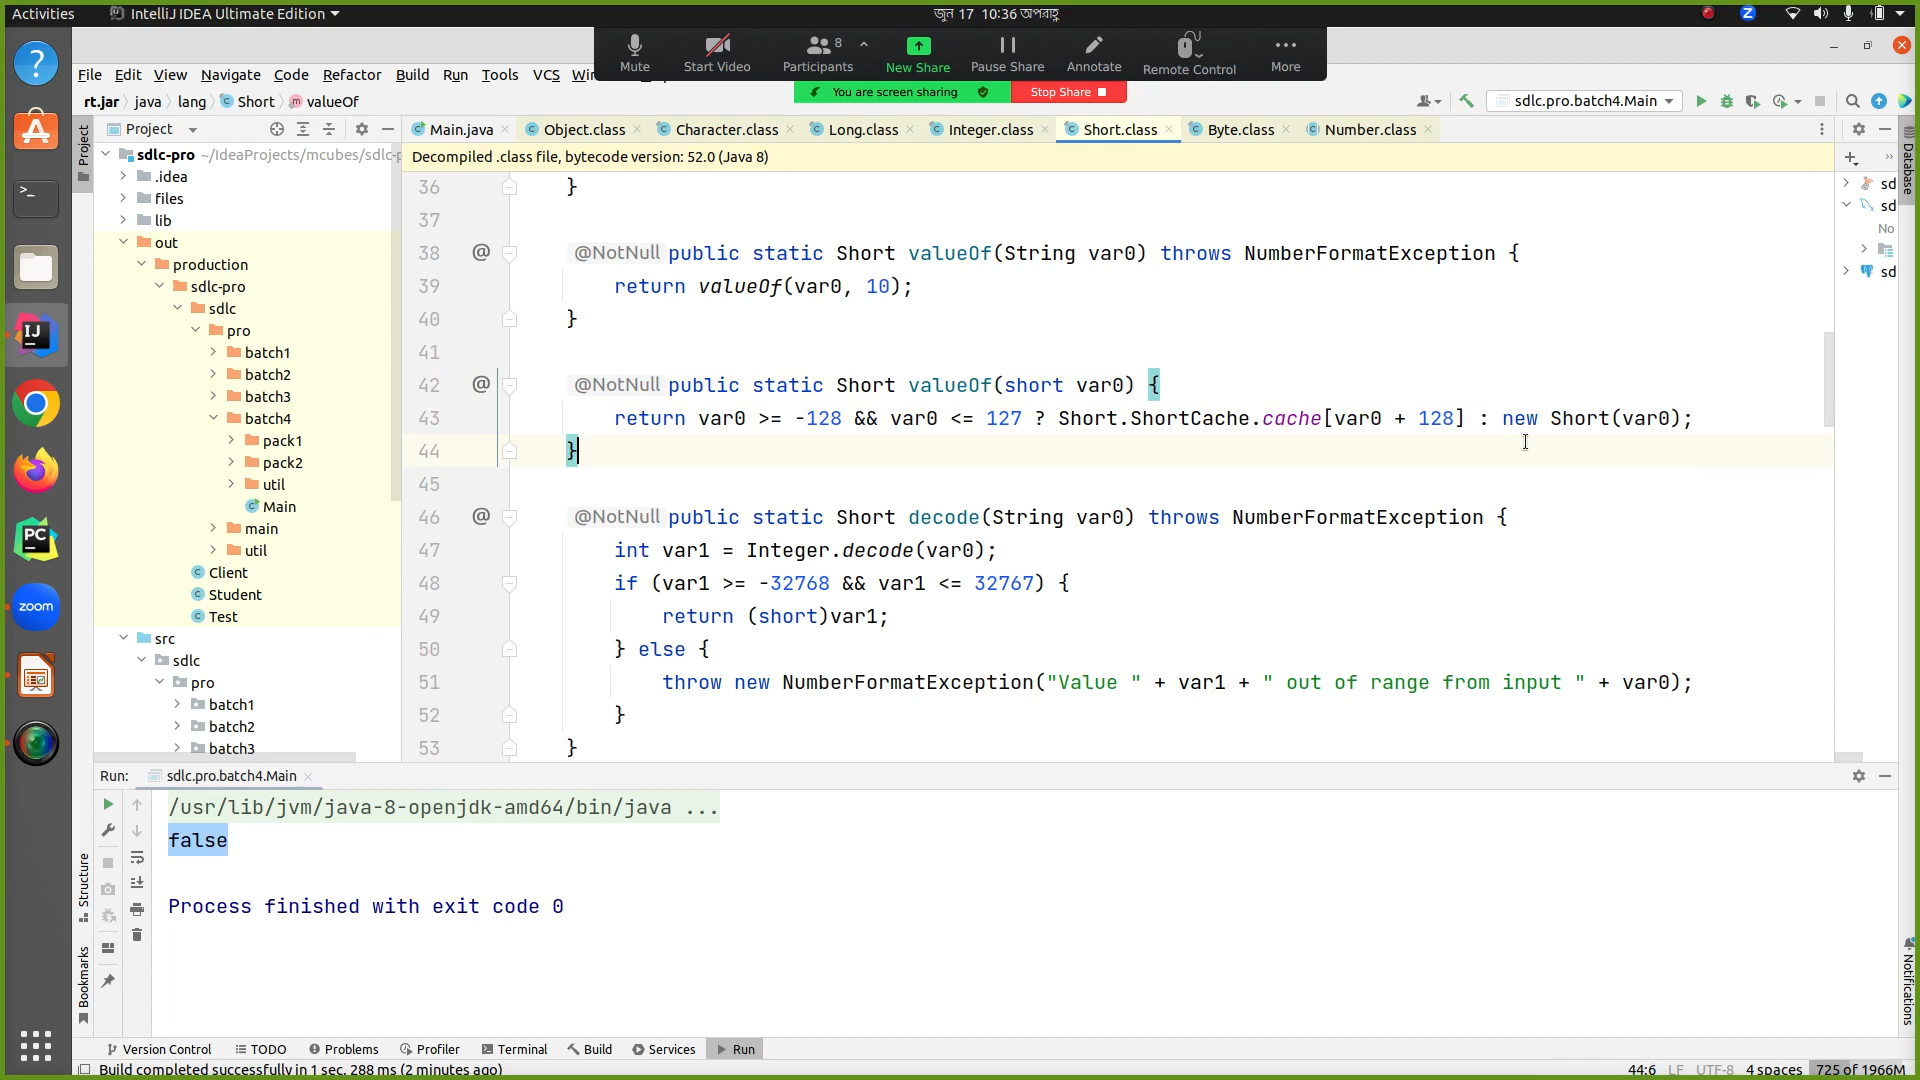 Activities
IntelliJ IDEA Ultimate Edition
জুন 17 10:36 অপরাহ্ণ
Z
Mute
Start Video
Participants 8
New Share
Pause Share
Annotate
Remote Control
More
You are screen sharing
Stop Share
File Edit View Navigate Code Refactor Build Run Tools VCS
rt.jar java lang Short valueOf
sdlc.pro.batch4.Main
Project
Main.java
Object.class
Character.class
Long.class
Integer.class
Short.class
Byte.class
Number.class
Decompiled .class file, bytecode version: 52.0 (Java 8)
Project
sdlc-pro ~/IdeaProjects/mcubes/sdlc-p
.idea
files
lib
out
production
sdlc-pro
sdlc
pro
batch1
batch2
batch3
batch4
pack1
pack2
util
Main
main
util
Client
Student
Test
src
sdlc
pro
batch1
batch2
batch3
36 }
37
38 @ @NotNull public static Short valueOf(String var0) throws NumberFormatException {
39 return valueOf(var0, 10);
40 }
41
42 @ @NotNull public static Short valueOf(short var0) {
43 return var0 >= -128 && var0 <= 127 ? Short.ShortCache.cache[var0 + 128] : new Short(var0);
44 }
45
46 @ @NotNull public static Short decode(String var0) throws NumberFormatException {
47 int var1 = Integer.decode(var0);
48 if (var1 >= -32768 && var1 <= 32767) {
49 return (short)var1;
50 } else {
51 throw new NumberFormatException("Value " + var1 + " out of range from input " + var0);
52 }
53 }
Database
sd
sd
No
sd
IJ
PC
zoom
Run: sdlc.pro.batch4.Main
/usr/lib/jvm/java-8-openjdk-amd64/bin/java ...
false
Process finished with exit code 0
Structure
Bookmarks
Notifications
Version Control
TODO
Problems
Profiler
Terminal
Build
Services
Run
Build completed successfully in 1 sec, 288 ms (2 minutes ago)
44:6 LF UTF-8 4 spaces 725 of 1966M